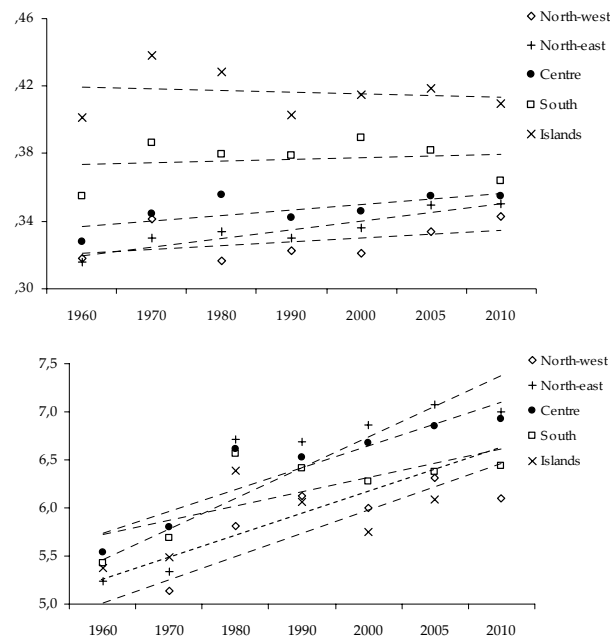 ,46
,42
,38
,34
,30
1960 1970 1980 1990 2000 2005 2010
North-west
North-east
Centre
South
Islands
7,5
7,0
6,5
6,0
5,5
5,0
1960 1970 1980 1990 2000 2005 2010
North-west
North-east
Centre
South
Islands